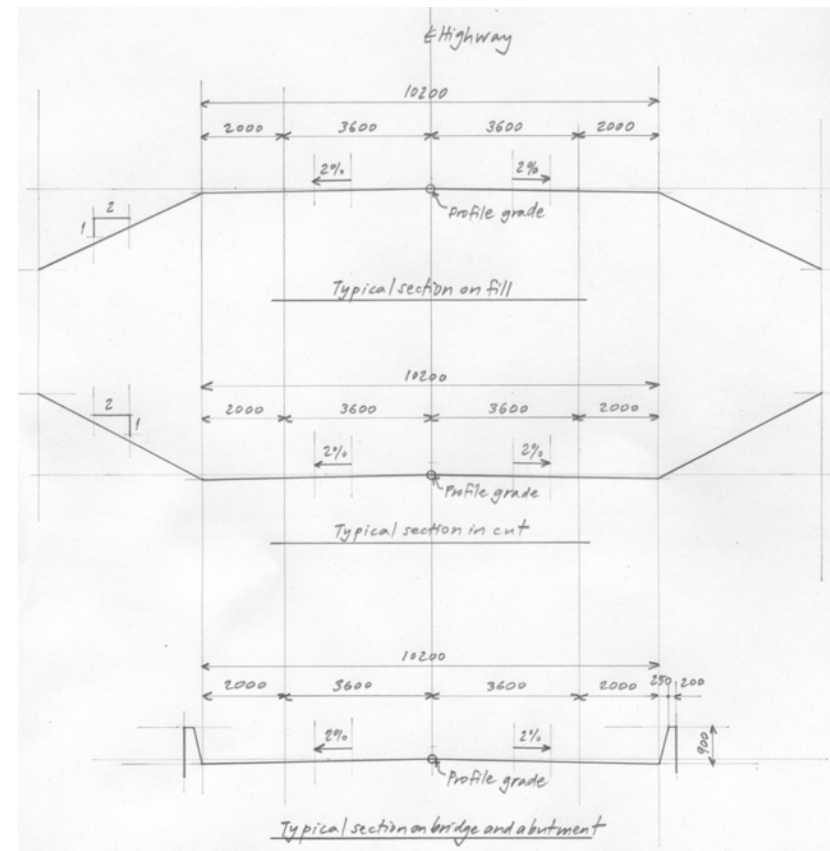 ℄ Highway
10200
2000 3600 3600 2000
2% 2%
2
1
Profile grade
Typical section on fill
10200
2000 3600 3600 2000
2
1
2% 2%
Profile grade
Typical section in cut
10200
2000 3600 3600 2000 250 200
2% 2%
900
Profile grade
Typical section on bridge and abutment